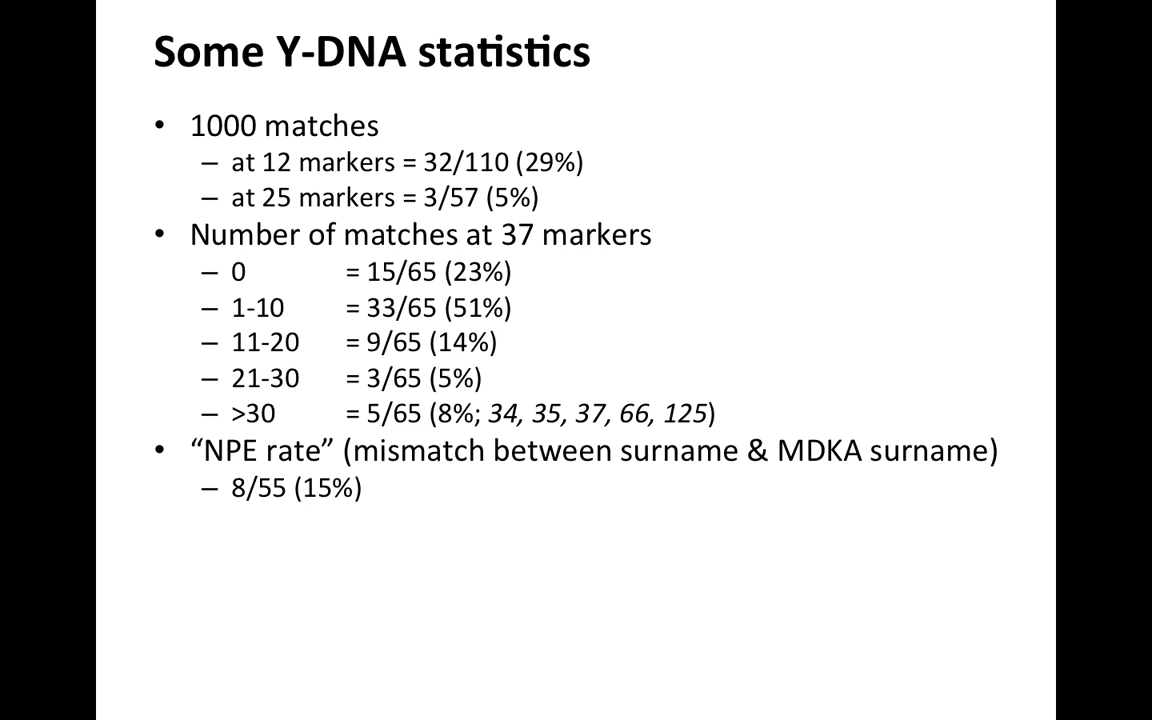 Some Y-DNA statistics
• 1000 matches
– at 12 markers = 32/110 (29%)
– at 25 markers = 3/57 (5%)
• Number of matches at 37 markers
– 0 = 15/65 (23%)
– 1-10 = 33/65 (51%)
– 11-20 = 9/65 (14%)
– 21-30 = 3/65 (5%)
– >30 = 5/65 (8%; 34, 35, 37, 66, 125)
• “NPE rate” (mismatch between surname & MDKA surname)
– 8/55 (15%)